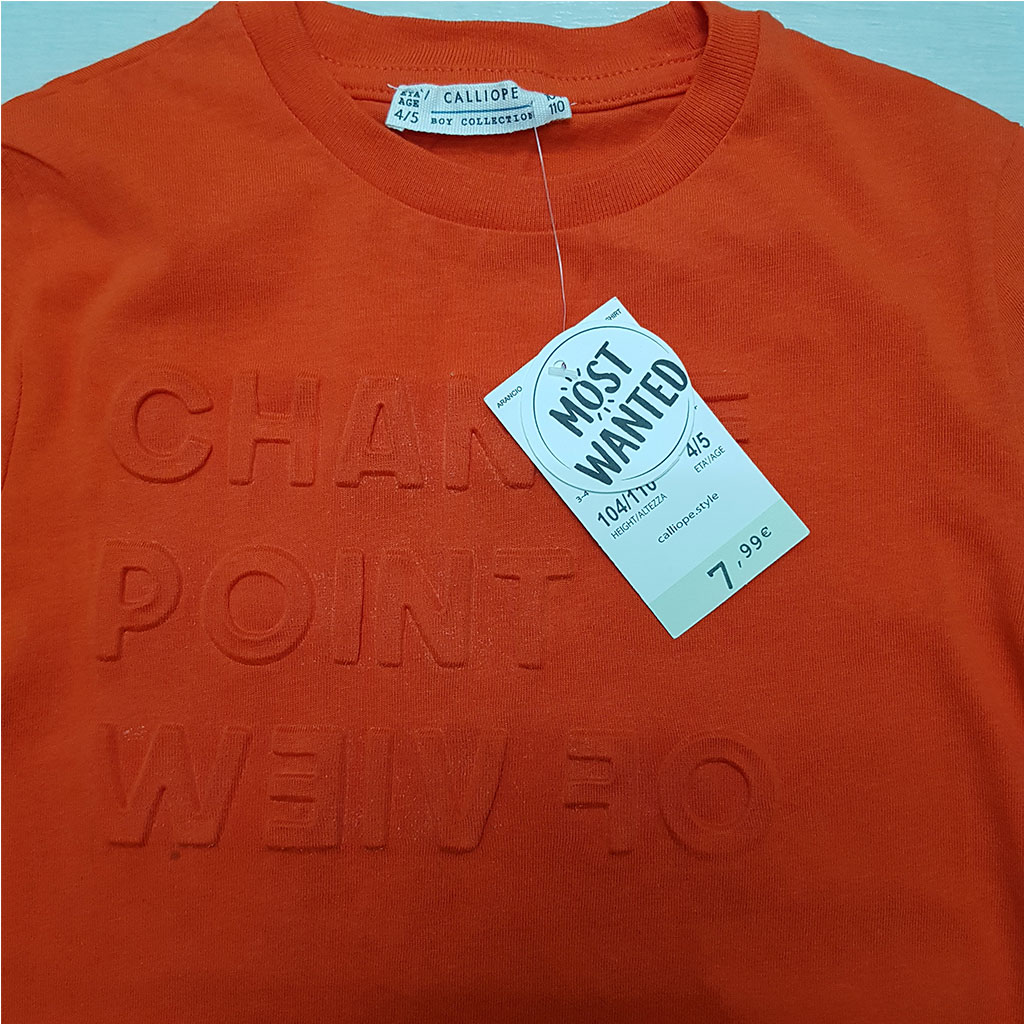 ETA'/
AGE
4/5
CALLIOPE
BOY COLLECTION
110
ARANCIO
MOST
WANTED
4/5
ETA'/AGE
104/110
HEIGHT/ALTEZZA
calliope.style
7,99€
CHAN
POINT
OF VIEW